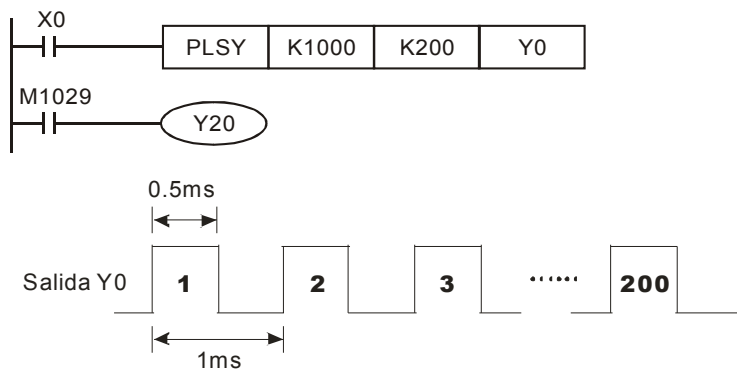 X0
PLSY K1000 K200 Y0
M1029
Y20
0.5ms
Salida Y0 1 2 3 ...... 200
1ms